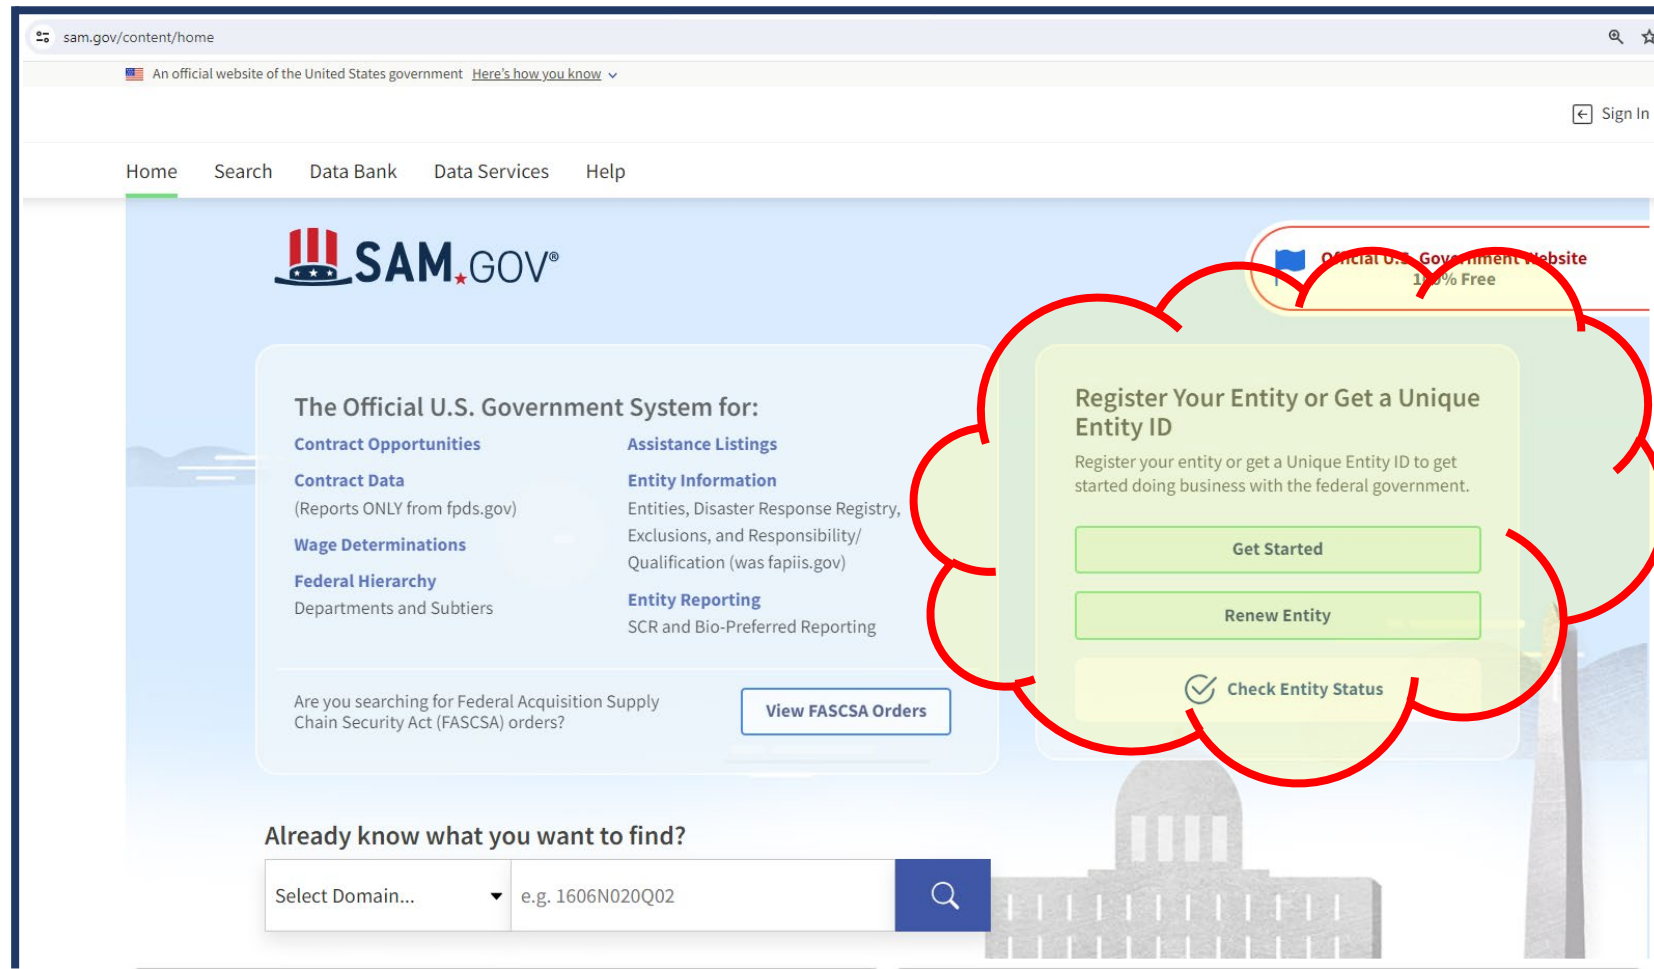 sam.gov/content/home
An official website of the United States government Here's how you know
Sign In
Home Search Data Bank Data Services Help
SAM.GOV®
Official U.S. Government Website
100% Free
The Official U.S. Government System for:
Contract Opportunities
Contract Data
(Reports ONLY from fpds.gov)
Wage Determinations
Federal Hierarchy
Departments and Subtiers
Assistance Listings
Entity Information
Entities, Disaster Response Registry,
Exclusions, and Responsibility/
Qualification (was fapiis.gov)
Entity Reporting
SCR and Bio-Preferred Reporting
Are you searching for Federal Acquisition Supply
Chain Security Act (FASCSA) orders?
View FASCSA Orders
Register Your Entity or Get a Unique
Entity ID
Register your entity or get a Unique Entity ID to get
started doing business with the federal government.
Get Started
Renew Entity
Check Entity Status
Already know what you want to find?
Select Domain... e.g. 1606N020Q02